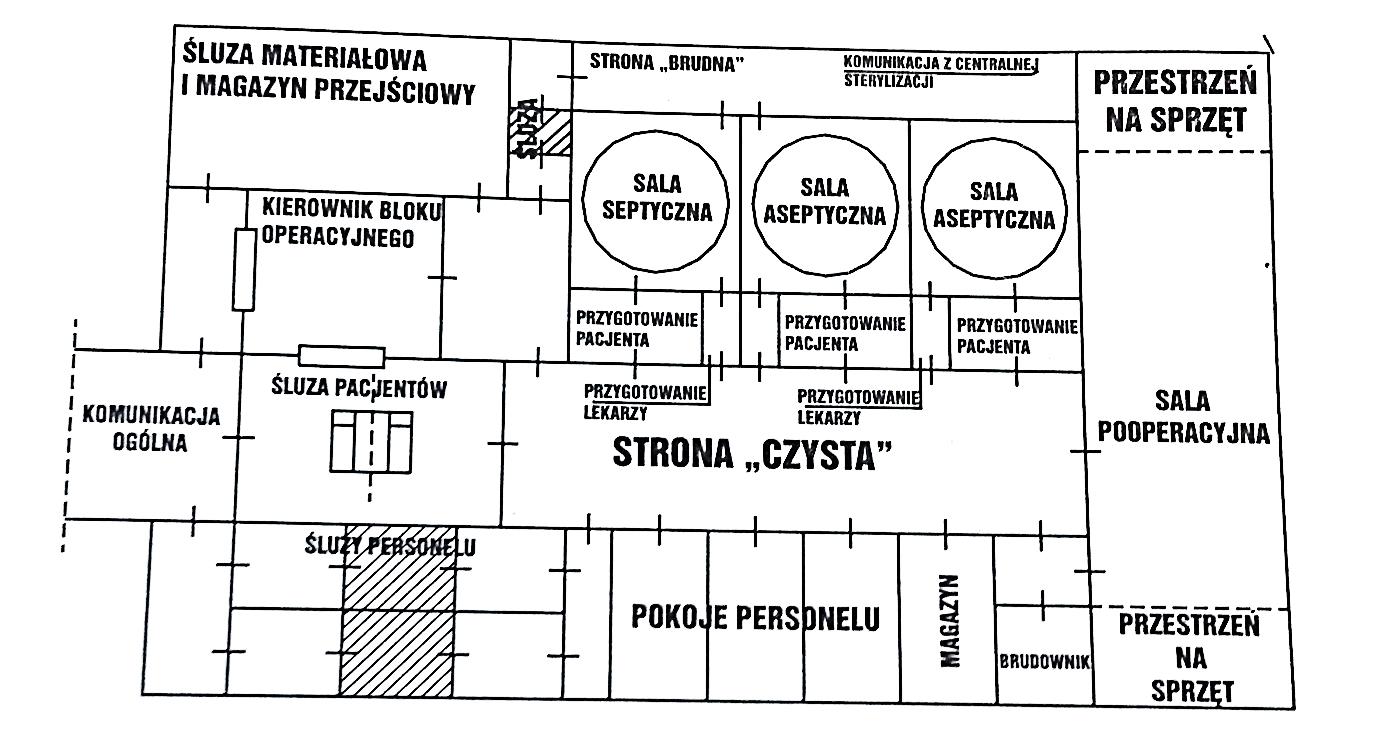 ŚLUZA MATERIAŁOWA
I MAGAZYN PRZEJŚCIOWY
ŚLUZA
STRONA „BRUDNA”
KOMUNIKACJA Z CENTRALNEJ
STERYLIZACJI
PRZESTRZEŃ
NA SPRZĘT
KIEROWNIK BLOKU
OPERACYJNEGO
SALA
SEPTYCZNA
SALA
ASEPTYCZNA
SALA
ASEPTYCZNA
PRZYGOTOWANIE
PACJENTA
PRZYGOTOWANIE
PACJENTA
PRZYGOTOWANIE
PACJENTA
KOMUNIKACJA
OGÓLNA
ŚLUZA PACJENTÓW
PRZYGOTOWANIE
LEKARZY
PRZYGOTOWANIE
LEKARZY
STRONA „CZYSTA”
SALA
POOPERACYJNA
ŚLUZY PERSONELU
POKOJE PERSONELU
MAGAZYN
BRUDOWNIK
PRZESTRZEŃ
NA
SPRZĘT